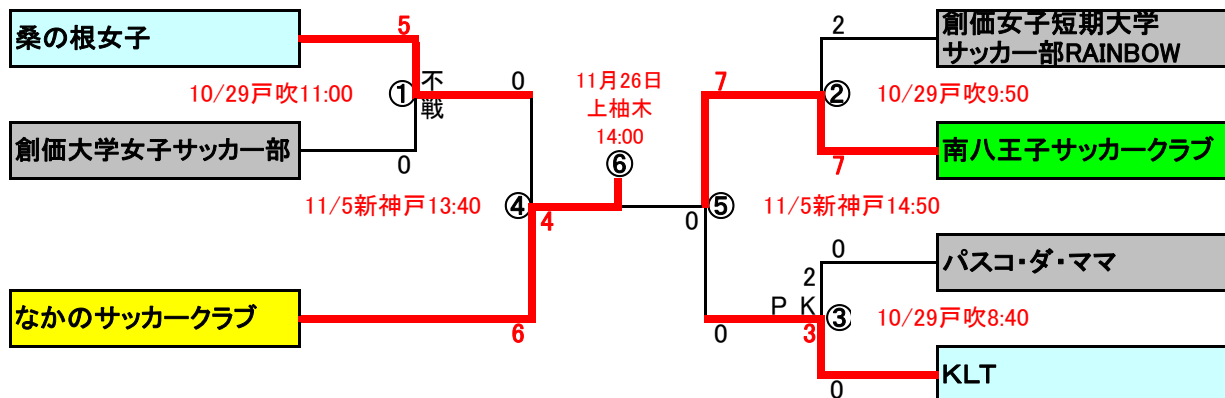 桑の根女子
5
10/29戸吹11:00
①
不
戦
0
創価大学女子サッカー部
0
11/5新神戸13:40
④
4
なかのサッカークラブ
6
11月26日
上柚木
14:00
⑥
2
創価女子短期大学
サッカー部RAINBOW
7
②
10/29戸吹9:50
南八王子サッカークラブ
7
0
⑤
11/5新神戸14:50
0
パスコ・ダ・ママ
2
P K
③
10/29戸吹8:40
0
3
KLT
0